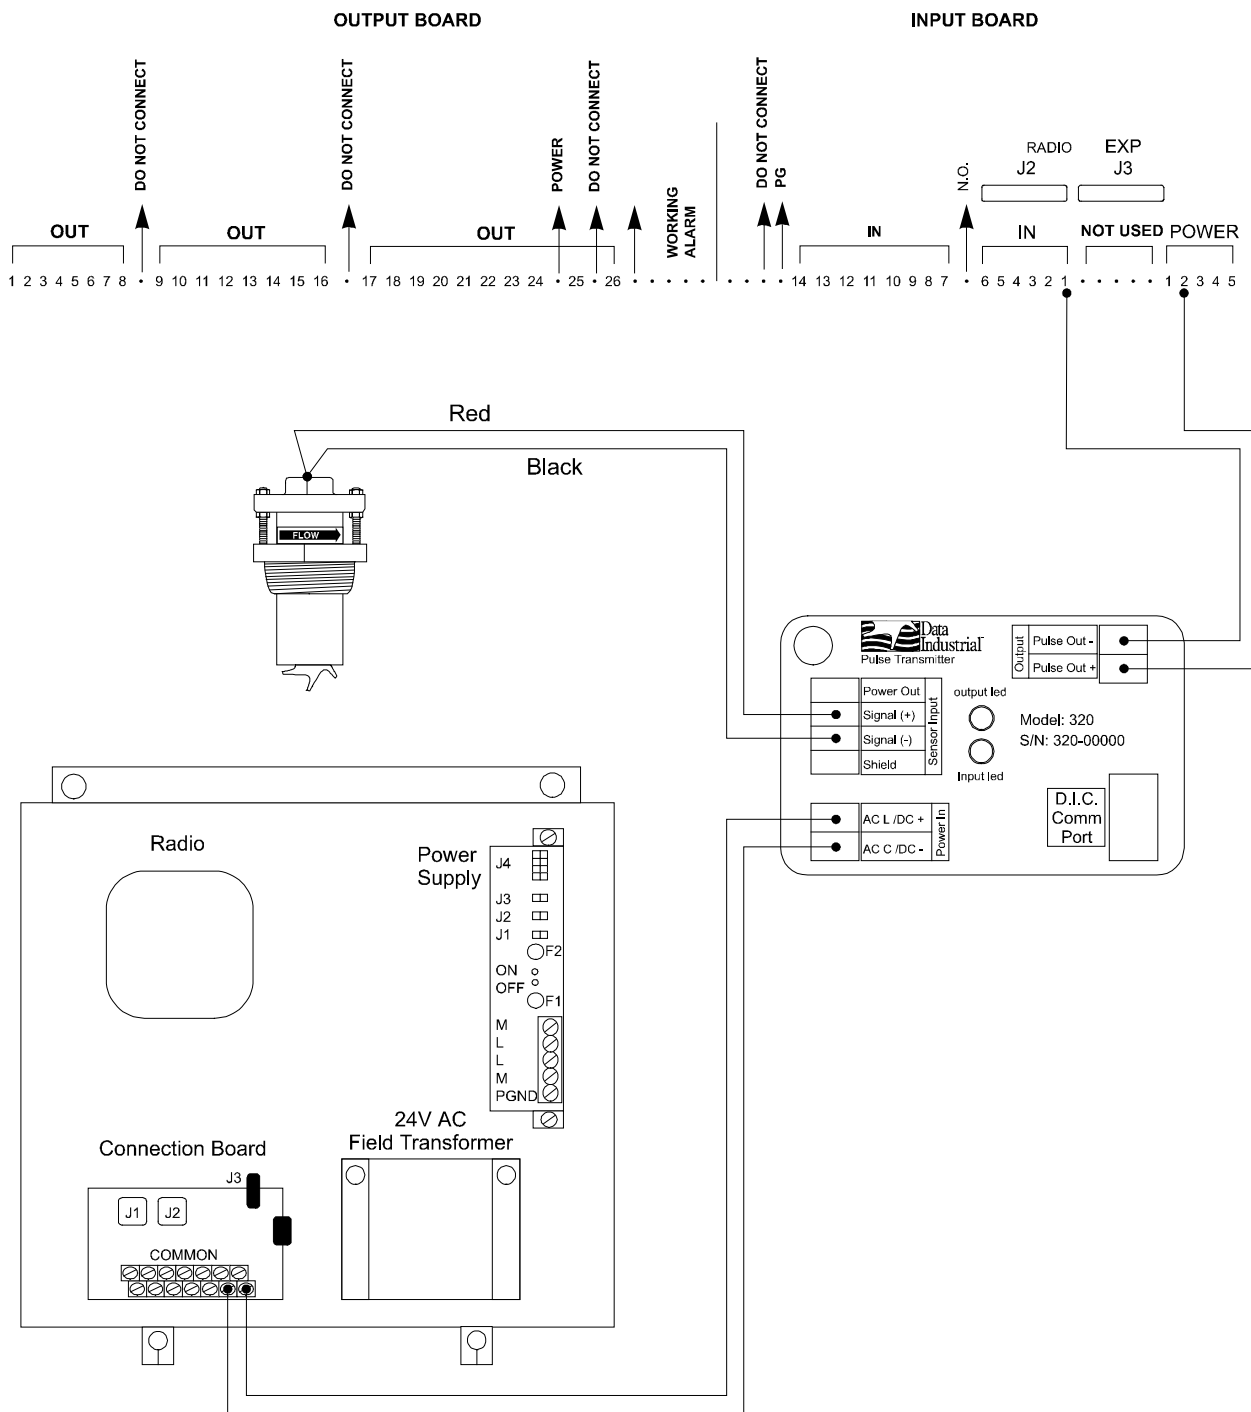 OUTPUT BOARD
INPUT BOARD
DO NOT CONNECT
DO NOT CONNECT
POWER
DO NOT CONNECT
WORKING
ALARM
DO NOT CONNECT
PG
N.O.
RADIO
J2
EXP
J3
OUT
OUT
OUT
IN
IN
NOT USED
POWER
1 2 3 4 5 6 7 8 · 9 10 11 12 13 14 15 16 · 17 18 19 20 21 22 23 24 · 25 · 26 · · · · · · · · · 14 13 12 11 10 9 8 7 · 6 5 4 3 2 1 · · · · · 1 2 3 4 5
Red
Black
FLOW
Data
Industrial™
Pulse Transmitter
Output
Pulse Out -
Pulse Out +
Power Out
Signal (+)
Signal (-)
Shield
Sensor Input
output led
Input led
Model: 320
S/N: 320-00000
AC L /DC +
AC C /DC -
Power In
D.I.C.
Comm
Port
Radio
Power
Supply
J4
J3
J2
J1
F2
ON
OFF
F1
M
L
L
M
PGND
24V AC
Field Transformer
Connection Board
J3
J1
J2
COMMON